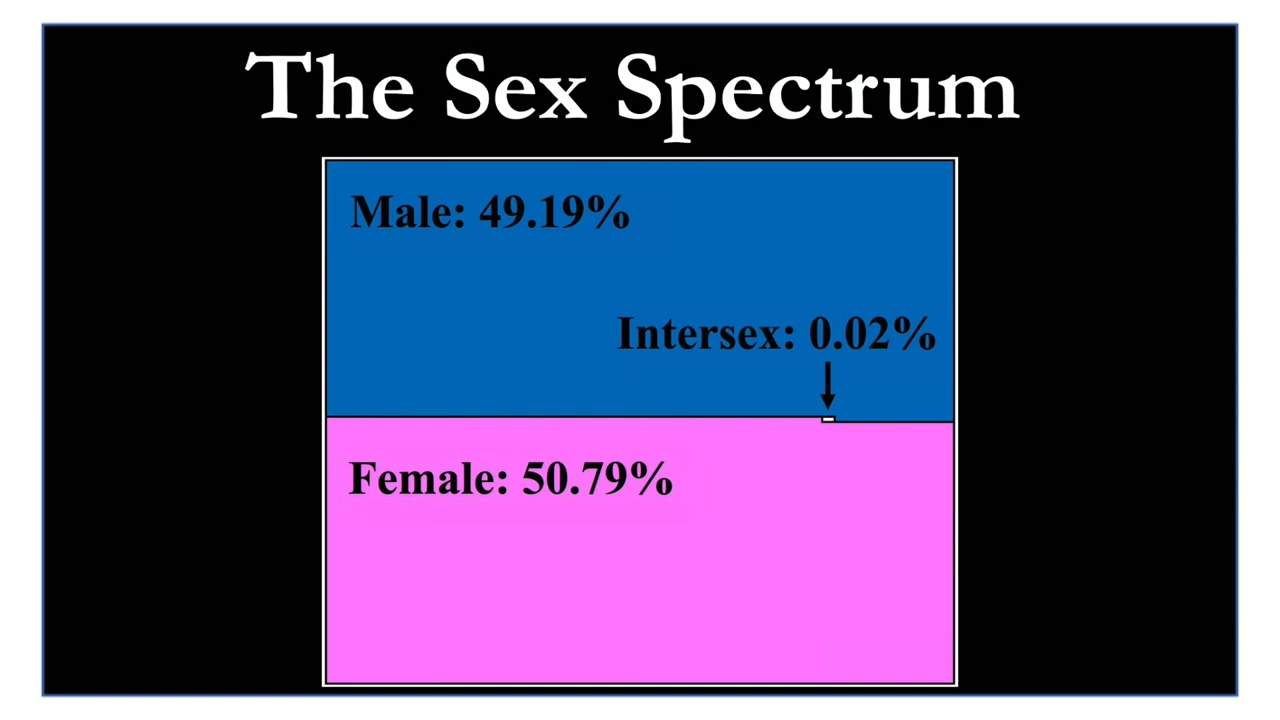 The Sex Spectrum
Male: 49.19%
Intersex: 0.02%
Female: 50.79%